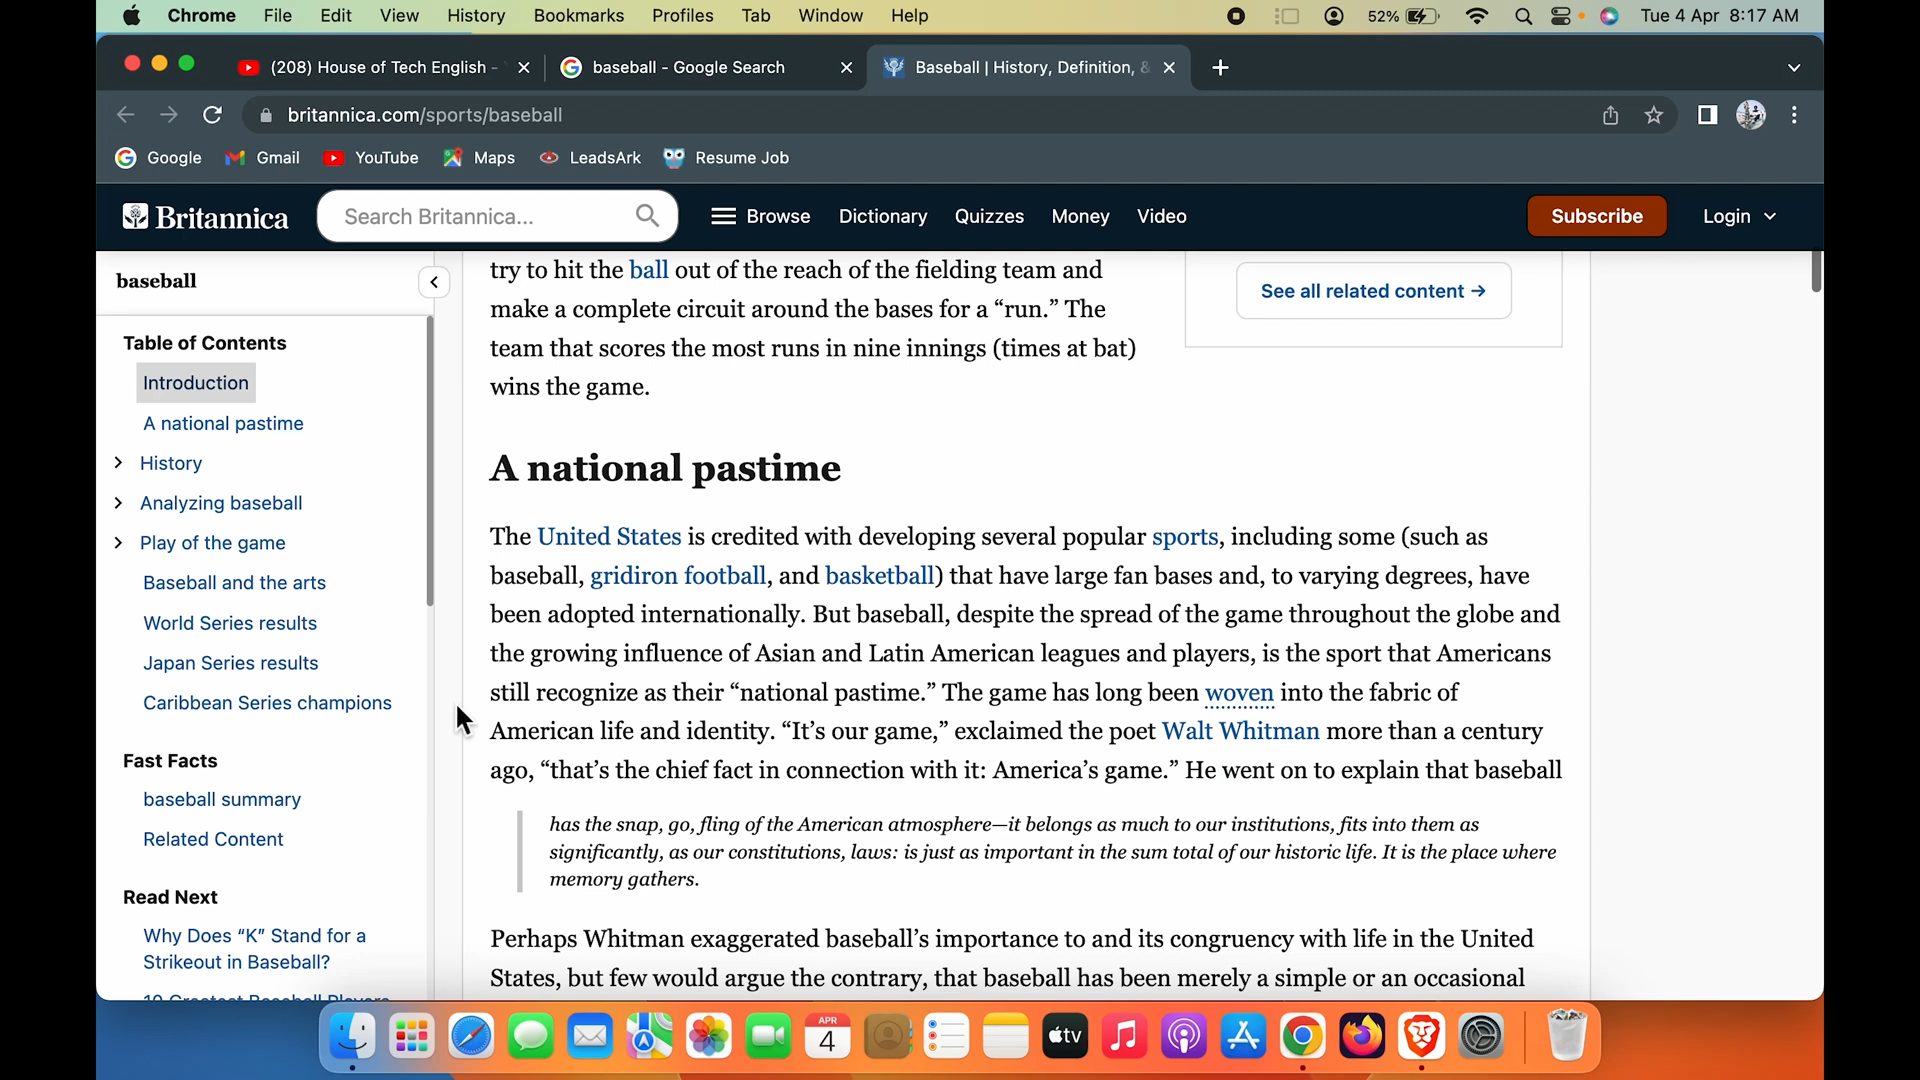 Chrome File Edit View History Bookmarks Profiles Tab Window Help 52% Tue 4 Apr 8:17 AM
(208) House of Tech English - baseball - Google Search Baseball | History, Definition, &
britannica.com/sports/baseball
Google Gmail YouTube Maps LeadsArk Resume Job
Britannica Search Britannica... Browse Dictionary Quizzes Money Video Subscribe Login
baseball
Table of Contents
Introduction
A national pastime
History
Analyzing baseball
Play of the game
Baseball and the arts
World Series results
Japan Series results
Caribbean Series champions
Fast Facts
baseball summary
Related Content
Read Next
Why Does “K” Stand for a
Strikeout in Baseball?
10 Greatest Baseball Players
try to hit the ball out of the reach of the fielding team and
make a complete circuit around the bases for a “run.” The
team that scores the most runs in nine innings (times at bat)
wins the game.
See all related content →
A national pastime
The United States is credited with developing several popular sports, including some (such as
baseball, gridiron football, and basketball) that have large fan bases and, to varying degrees, have
been adopted internationally. But baseball, despite the spread of the game throughout the globe and
the growing influence of Asian and Latin American leagues and players, is the sport that Americans
still recognize as their “national pastime.” The game has long been woven into the fabric of
American life and identity. “It’s our game,” exclaimed the poet Walt Whitman more than a century
ago, “that’s the chief fact in connection with it: America’s game.” He went on to explain that baseball
has the snap, go, fling of the American atmosphere—it belongs as much to our institutions, fits into them as
significantly, as our constitutions, laws: is just as important in the sum total of our historic life. It is the place where
memory gathers.
Perhaps Whitman exaggerated baseball’s importance to and its congruency with life in the United
States, but few would argue the contrary, that baseball has been merely a simple or an occasional
APR
4
tv